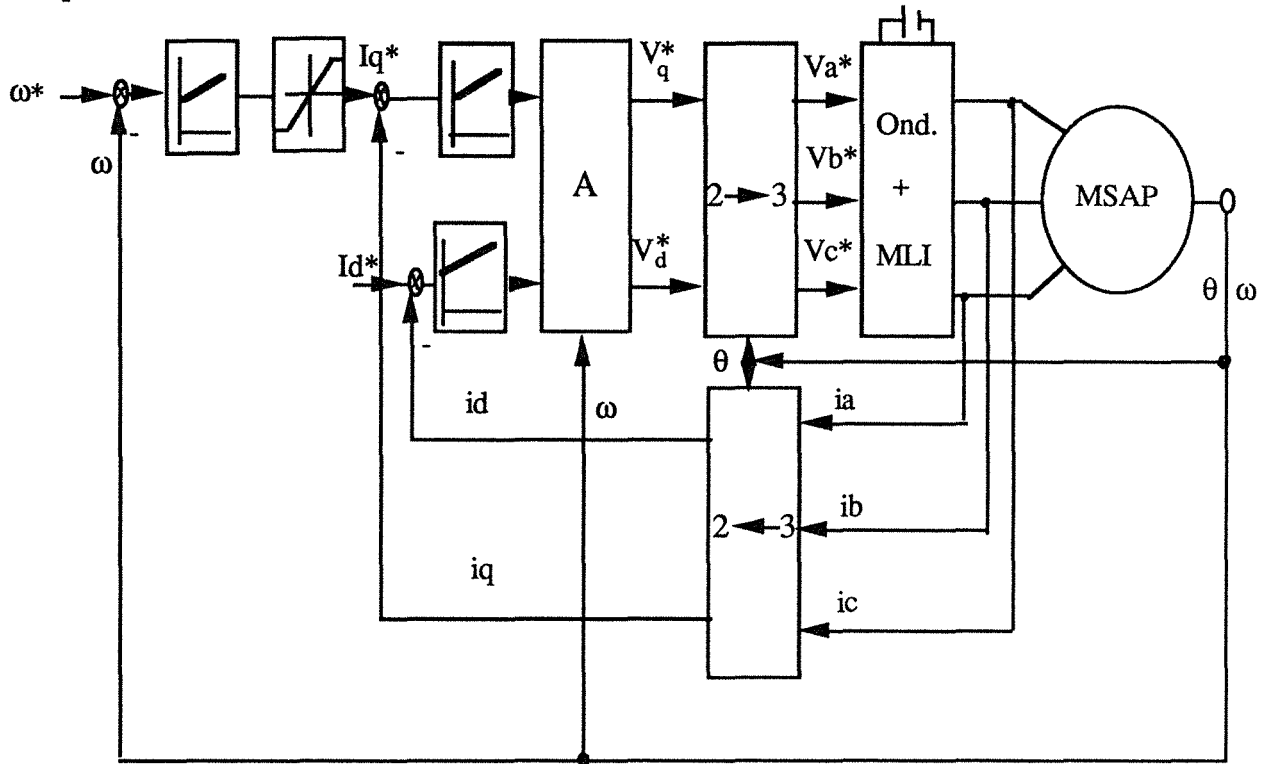 ω*
ω
-
Iq*
-
Id*
-
A
V*q
V*d
2 3
Va*
Vb*
Vc*
Ond.
+
MLI
MSAP
θ ω
θ
id
ω
iq
2 3
ia
ib
ic